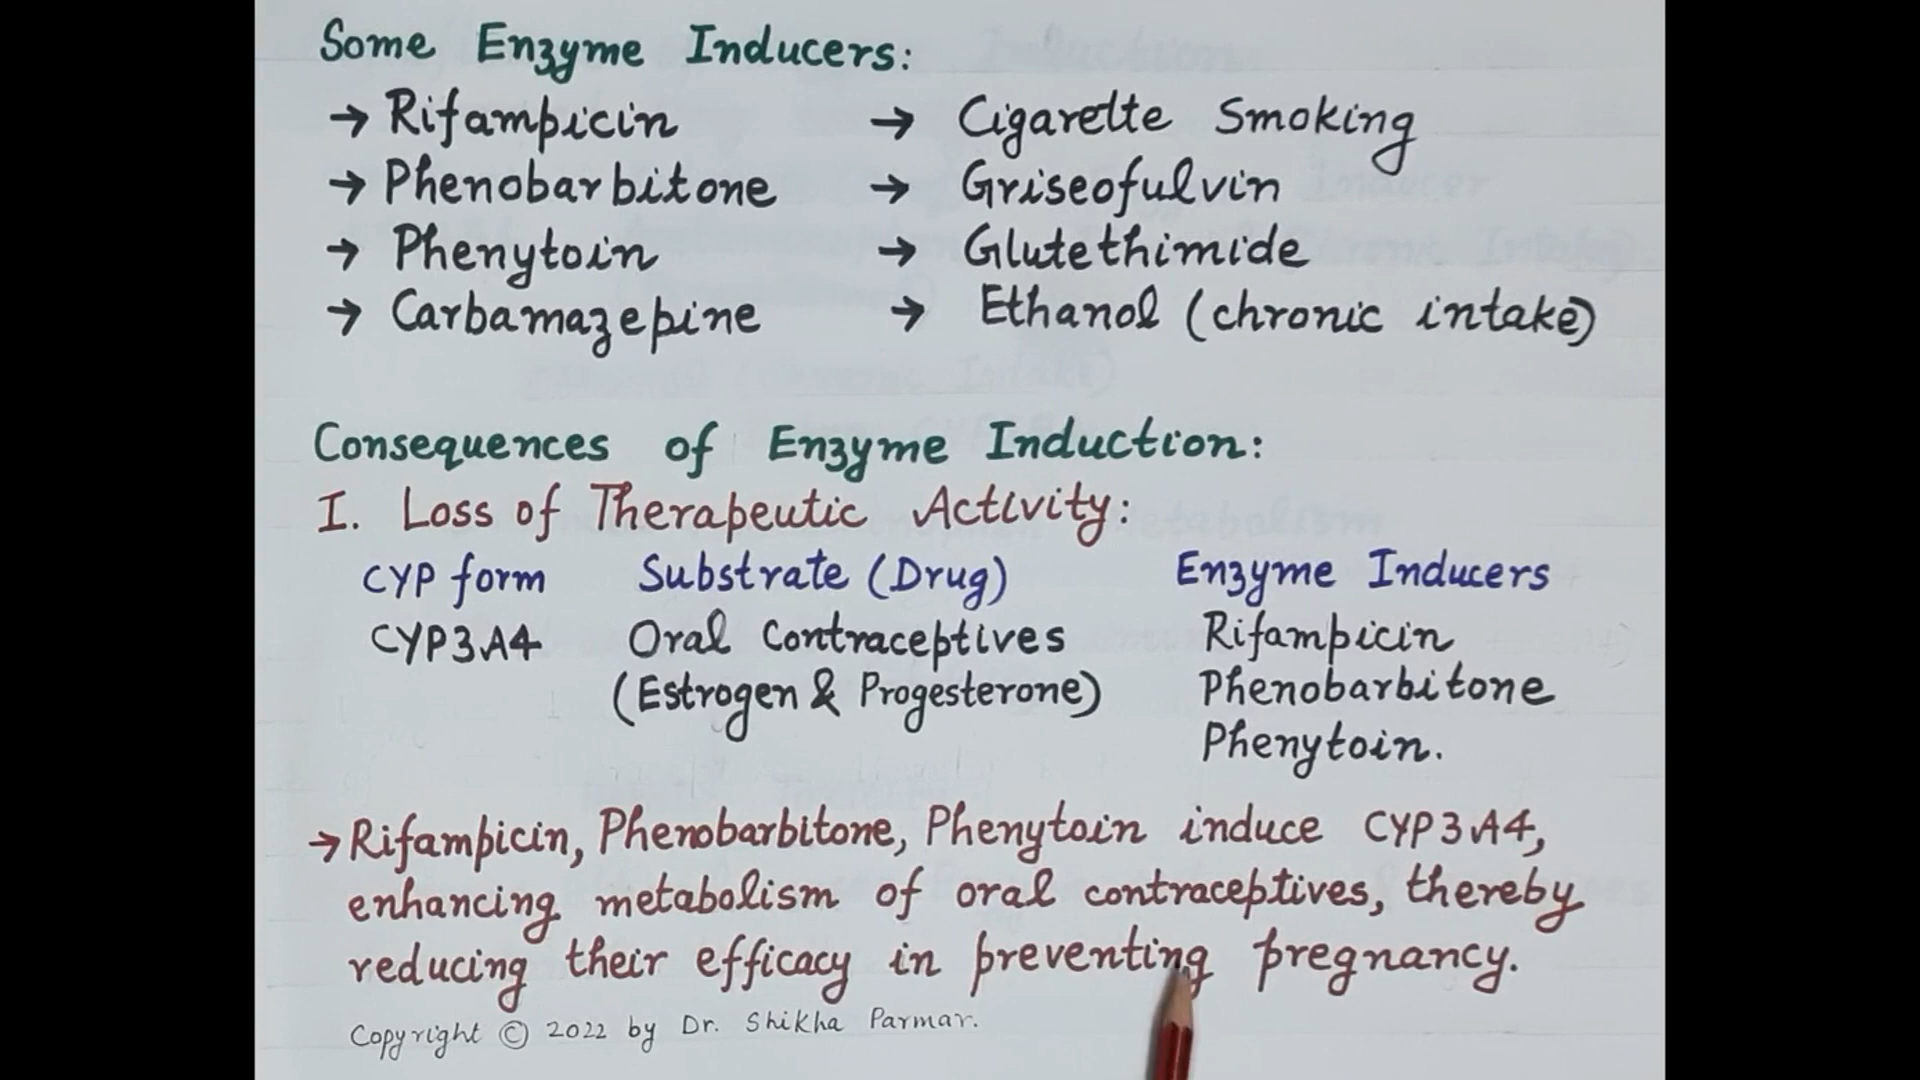 Some Enzyme Inducers:
→ Rifampicin → Cigarette Smoking
→ Phenobarbitone → Griseofulvin
→ Phenytoin → Glutethimide
→ Carbamazepine → Ethanol (chronic intake)
Consequences of Enzyme Induction:
I. Loss of Therapeutic Activity:
CYP form Substrate (Drug) Enzyme Inducers
CYP3A4 Oral Contraceptives Rifampicin
(Estrogen & Progesterone) Phenobarbitone
Phenytoin.
→ Rifampicin, Phenobarbitone, Phenytoin induce CYP3A4,
enhancing metabolism of oral contraceptives, thereby
reducing their efficacy in preventing pregnancy.
Copyright © 2022 by Dr. Shikha Parmar.